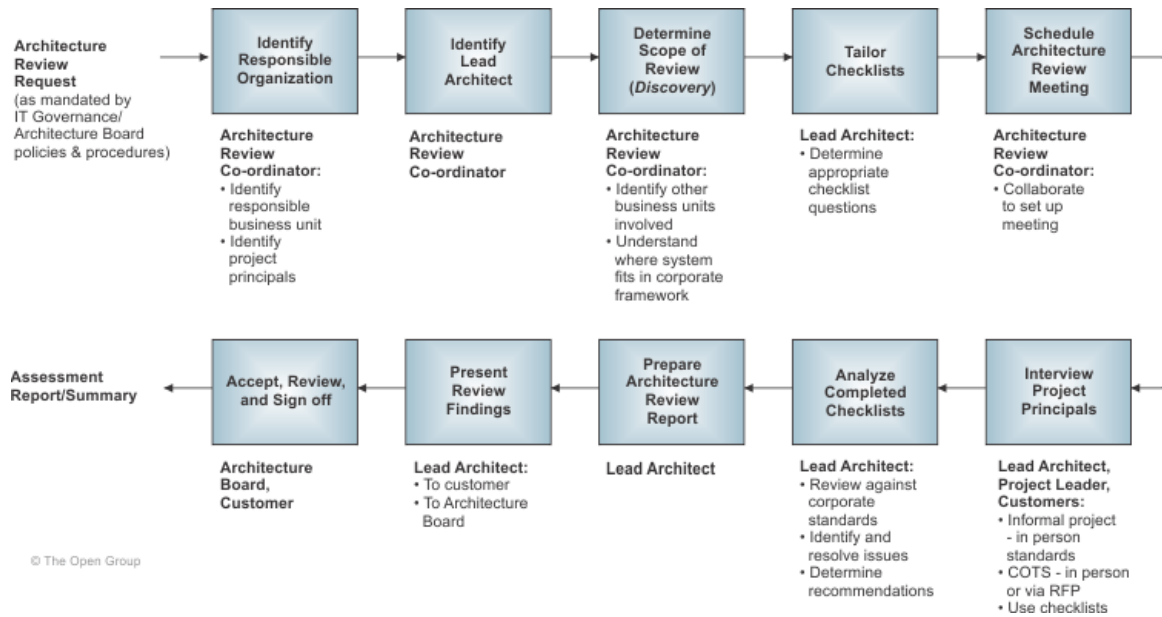 Architecture
Review
Request
(as mandated by
IT Governance/
Architecture Board
policies & procedures)
Identify
Responsible
Organization
Architecture
Review
Co-ordinator:
• Identify
responsible
business unit
• Identify
project
principals
Identify
Lead
Architect
Architecture
Review
Co-ordinator
Determine
Scope of
Review
(Discovery)
Architecture
Review
Co-ordinator:
• Identify other
business units
involved
• Understand
where system
fits in corporate
framework
Tailor
Checklists
Lead Architect:
• Determine
appropriate
checklist
questions
Schedule
Architecture
Review
Meeting
Architecture
Review
Co-ordinator:
• Collaborate
to set up
meeting
Interview
Project
Principals
Lead Architect,
Project Leader,
Customers:
• Informal project
- in person
standards
• COTS - in person
or via RFP
• Use checklists
Analyze
Completed
Checklists
Lead Architect:
• Review against
corporate
standards
• Identify and
resolve issues
• Determine
recommendations
Prepare
Architecture
Review
Report
Lead Architect
Present
Review
Findings
Lead Architect:
• To customer
• To Architecture
Board
Accept, Review,
and Sign off
Architecture
Board,
Customer
Assessment
Report/Summary
© The Open Group